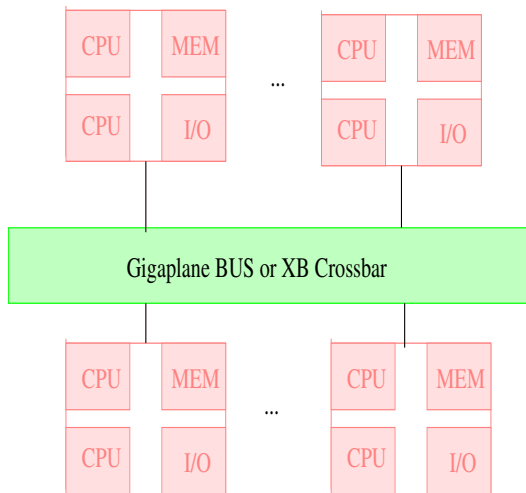 CPU MEM
CPU I/O
...
CPU MEM
CPU I/O
Gigaplane BUS or XB Crossbar
CPU MEM
CPU I/O
...
CPU MEM
CPU I/O